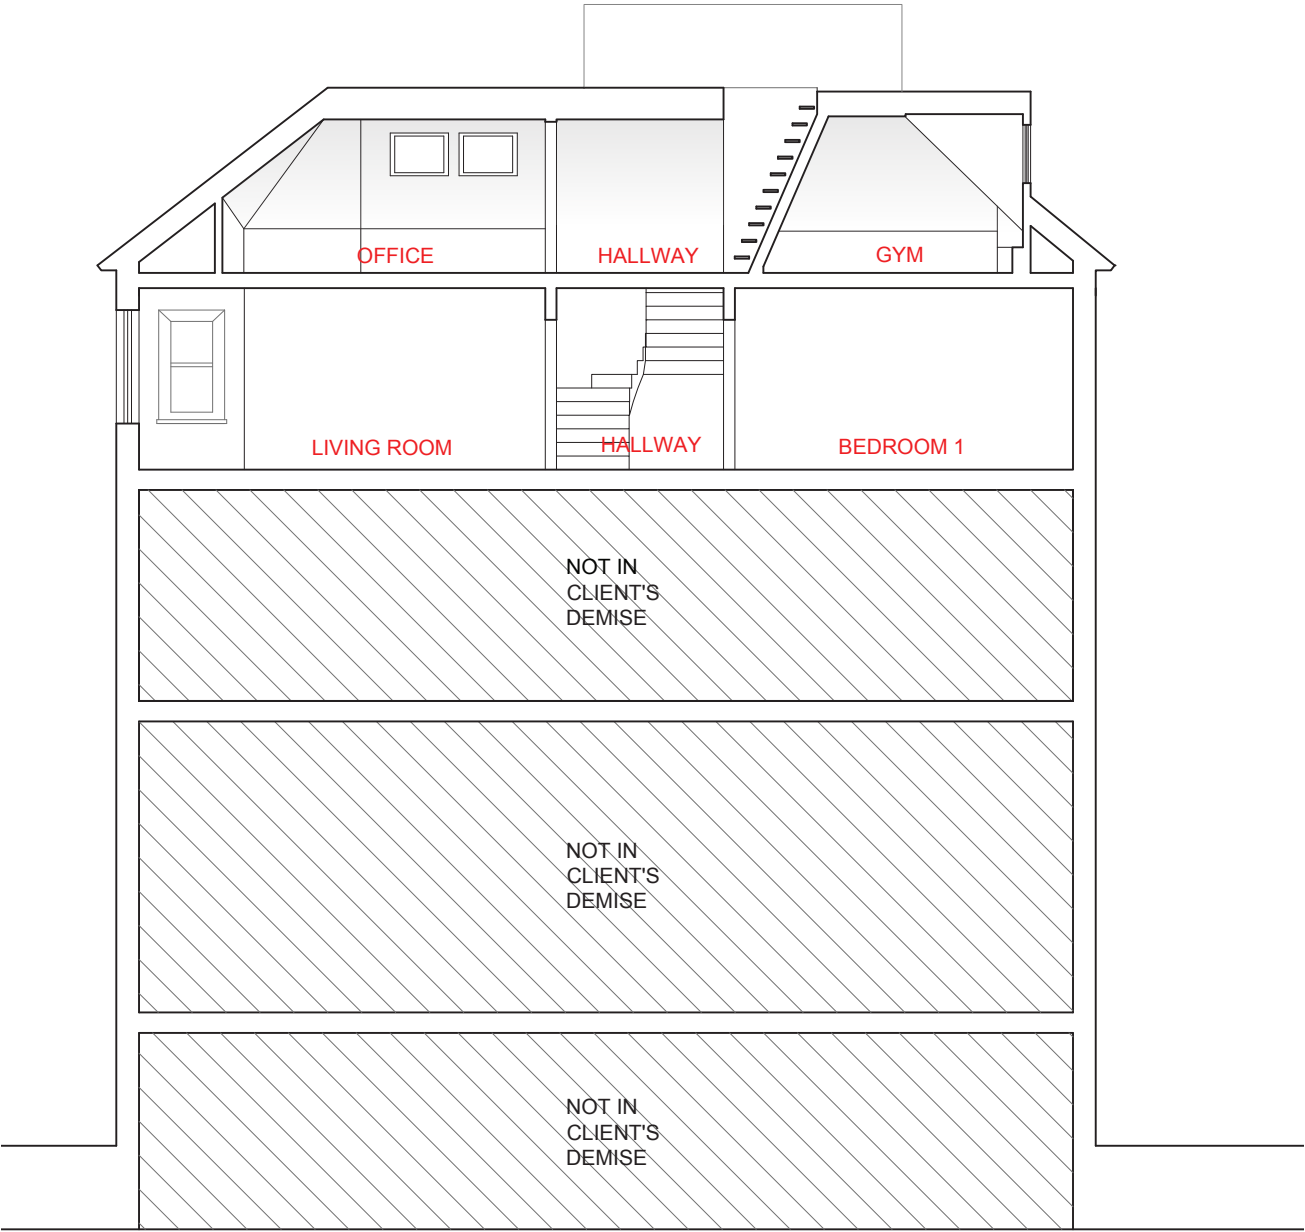 OFFICE
HALLWAY
GYM
LIVING ROOM
HALLWAY
BEDROOM 1
NOT IN
CLIENT'S
DEMISE
NOT IN
CLIENT'S
DEMISE
NOT IN
CLIENT'S
DEMISE